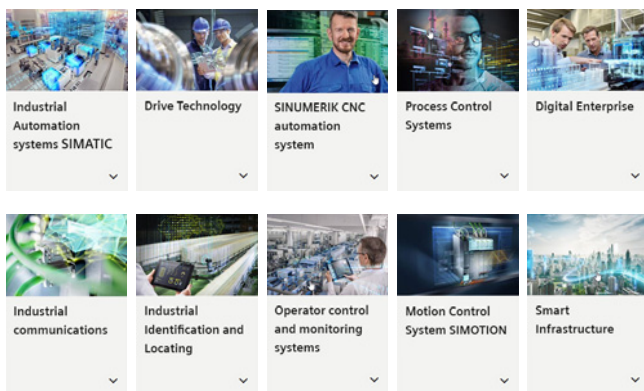 Industrial
Automation
systems SIMATIC
Drive Technology
SINUMERIK CNC
automation
system
Process Control
Systems
Digital Enterprise
Industrial
communications
Industrial
Identification and
Locating
Operator control
and monitoring
systems
Motion Control
System SIMOTION
Smart
Infrastructure